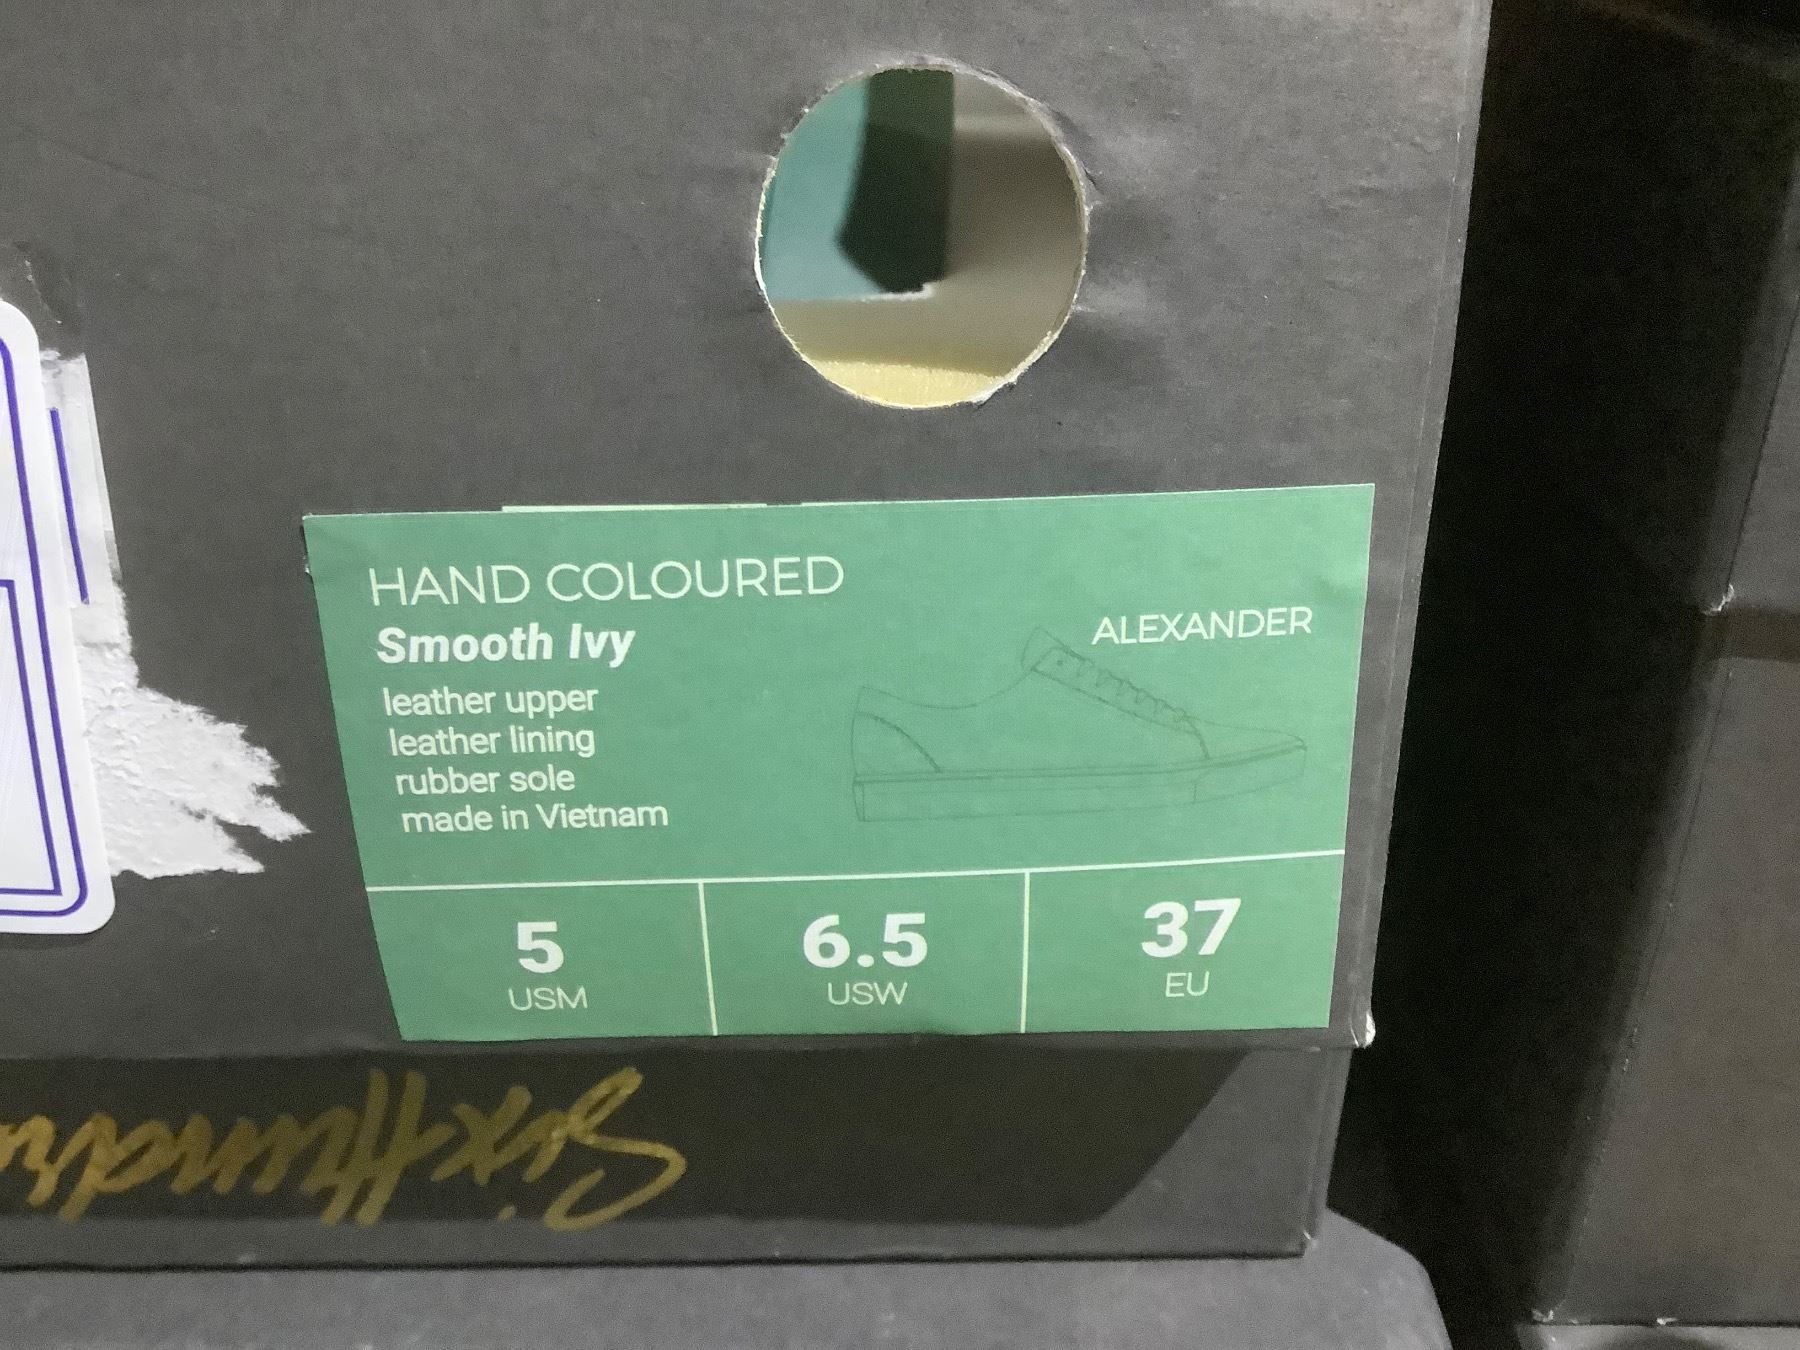 HAND COLOURED
Smooth Ivy
ALEXANDER
leather upper
leather lining
rubber sole
made in Vietnam
5
USM
6.5
USW
37
EU